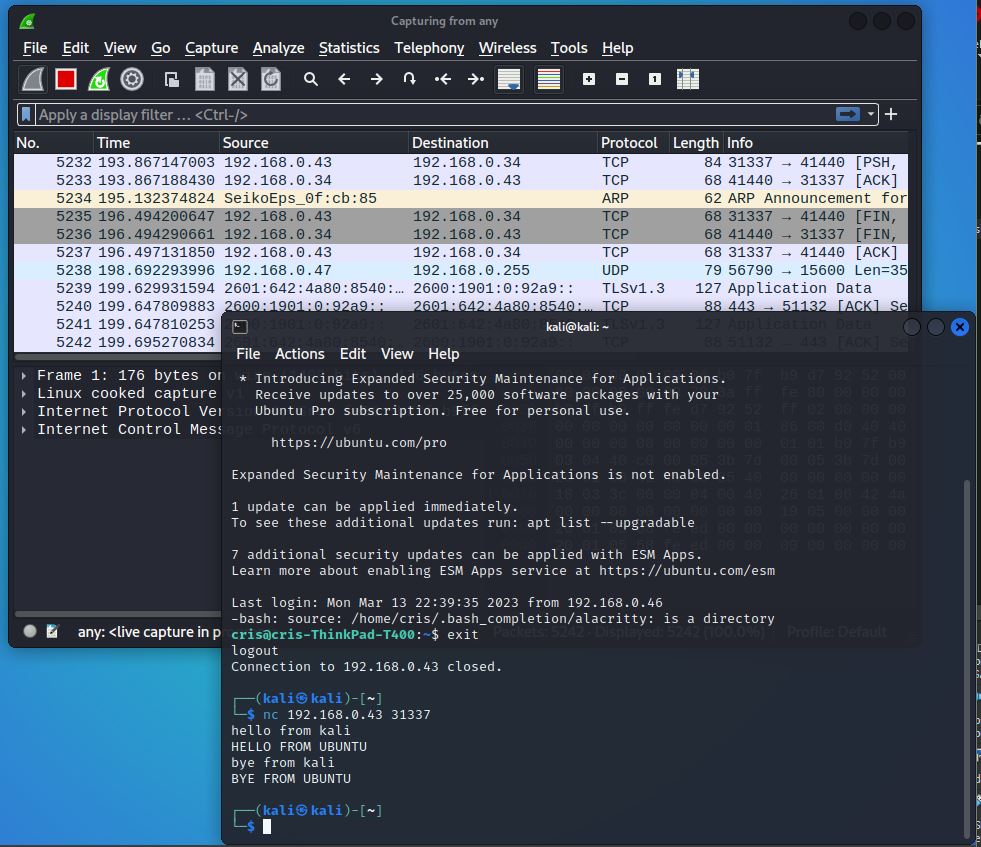 Capturing from any
File Edit View Go Capture Analyze Statistics Telephony Wireless Tools Help
Apply a display filter … <Ctrl-/>
No. Time Source Destination Protocol Length Info
5232 193.867147003 192.168.0.43 192.168.0.34 TCP 84 31337 → 41440 [PSH,
5233 193.867188430 192.168.0.34 192.168.0.43 TCP 68 41440 → 31337 [ACK]
5234 195.132374824 SeikoEps_0f:cb:85 ARP 62 ARP Announcement for
5235 196.494200647 192.168.0.43 192.168.0.34 TCP 68 31337 → 41440 [FIN,
5236 196.494290661 192.168.0.34 192.168.0.43 TCP 68 41440 → 31337 [FIN,
5237 196.497131850 192.168.0.43 192.168.0.34 TCP 68 31337 → 41440 [ACK]
5238 198.692293996 192.168.0.47 192.168.0.255 UDP 79 56790 → 15600 Len=35
5239 199.629931594 2601:642:4a80:8540:… 2600:1901:0:92a9:: TLSv1.3 127 Application Data
5240 199.647809883 2600:1901:0:92a9:: 2601:642:4a80:8540:… TCP 88 443 → 51132 [ACK] Se
5241 199.647810253 2600:1901:0:92a9:: 2601:642:4a80:8540:… TLSv1.3 127 Application Data
5242 199.695270834 88 51132 → 443 [ACK] Se
Frame 1: 176 bytes on
Linux cooked capture v1
Internet Protocol Ver
Internet Control Message Protocol v6
any: <live capture in p
Packets: 5242 · Displayed: 5242 (100.0%) Profile: Default
kali@kali: ~
File Actions Edit View Help
* Introducing Expanded Security Maintenance for Applications.
Receive updates to over 25,000 software packages with your
Ubuntu Pro subscription. Free for personal use.
https://ubuntu.com/pro
Expanded Security Maintenance for Applications is not enabled.
1 update can be applied immediately.
To see these additional updates run: apt list --upgradable
7 additional security updates can be applied with ESM Apps.
Learn more about enabling ESM Apps service at https://ubuntu.com/esm
Last login: Mon Mar 13 22:39:35 2023 from 192.168.0.46
-bash: source: /home/cris/.bash_completion/alacritty: is a directory
cris@cris-ThinkPad-T400:~$ exit
logout
Connection to 192.168.0.43 closed.
┌──(kali㉿kali)-[~]
└─$ nc 192.168.0.43 31337
hello from kali
HELLO FROM UBUNTU
bye from kali
BYE FROM UBUNTU
┌──(kali㉿kali)-[~]
└─$